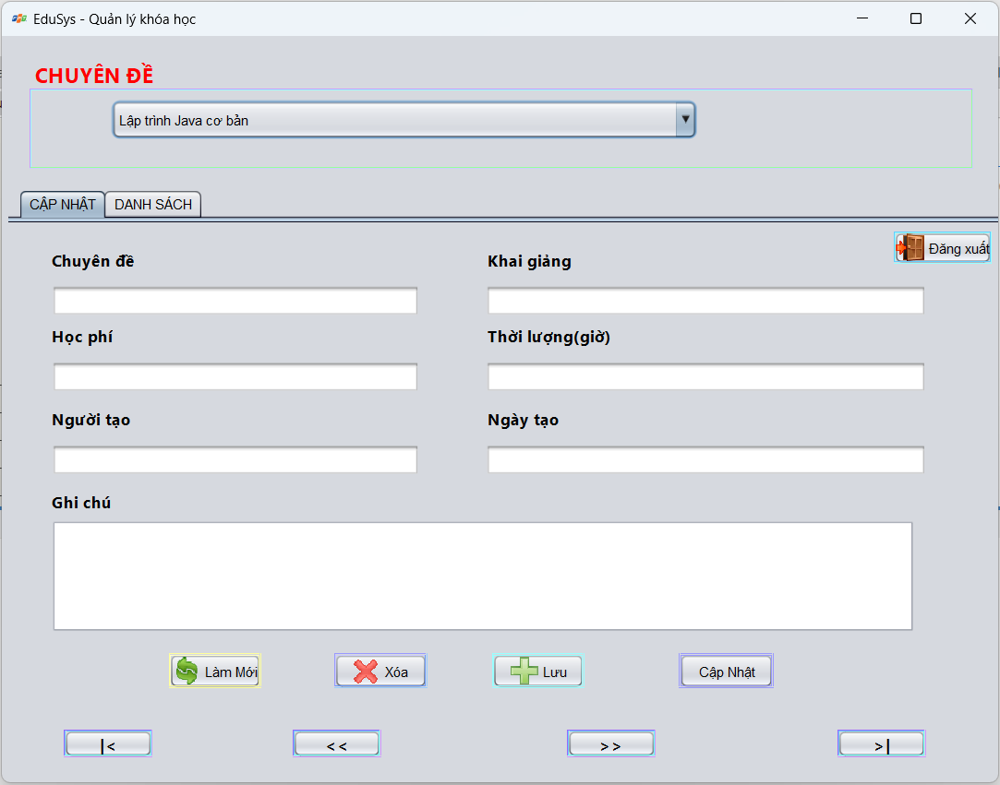 EduSys - Quản lý khóa học
CHUYÊN ĐỀ
Lập trình Java cơ bản
CẬP NHẬT DANH SÁCH
Đăng xuất
Chuyên đề Khai giảng
Học phí Thời lượng(giờ)
Người tạo Ngày tạo
Ghi chú
Làm Mới Xóa Lưu Cập Nhật
|< << >> >|